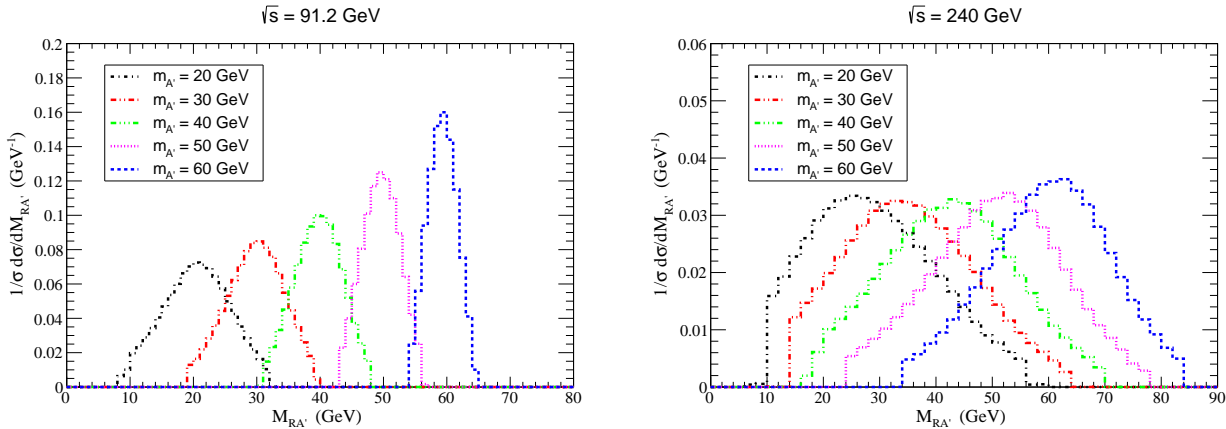 √s = 91.2 GeV
1/σ dσ/dM_RA' (GeV⁻¹)
0.2
0.18
0.16
0.14
0.12
0.1
0.08
0.06
0.04
0.02
0
m_A' = 20 GeV
m_A' = 30 GeV
m_A' = 40 GeV
m_A' = 50 GeV
m_A' = 60 GeV
0 10 20 30 40 50 60 70 80
M_RA' (GeV)
√s = 240 GeV
1/σ dσ/dM_RA' (GeV⁻¹)
0.06
0.05
0.04
0.03
0.02
0.01
0
m_A' = 20 GeV
m_A' = 30 GeV
m_A' = 40 GeV
m_A' = 50 GeV
m_A' = 60 GeV
0 10 20 30 40 50 60 70 80 90
M_RA' (GeV)